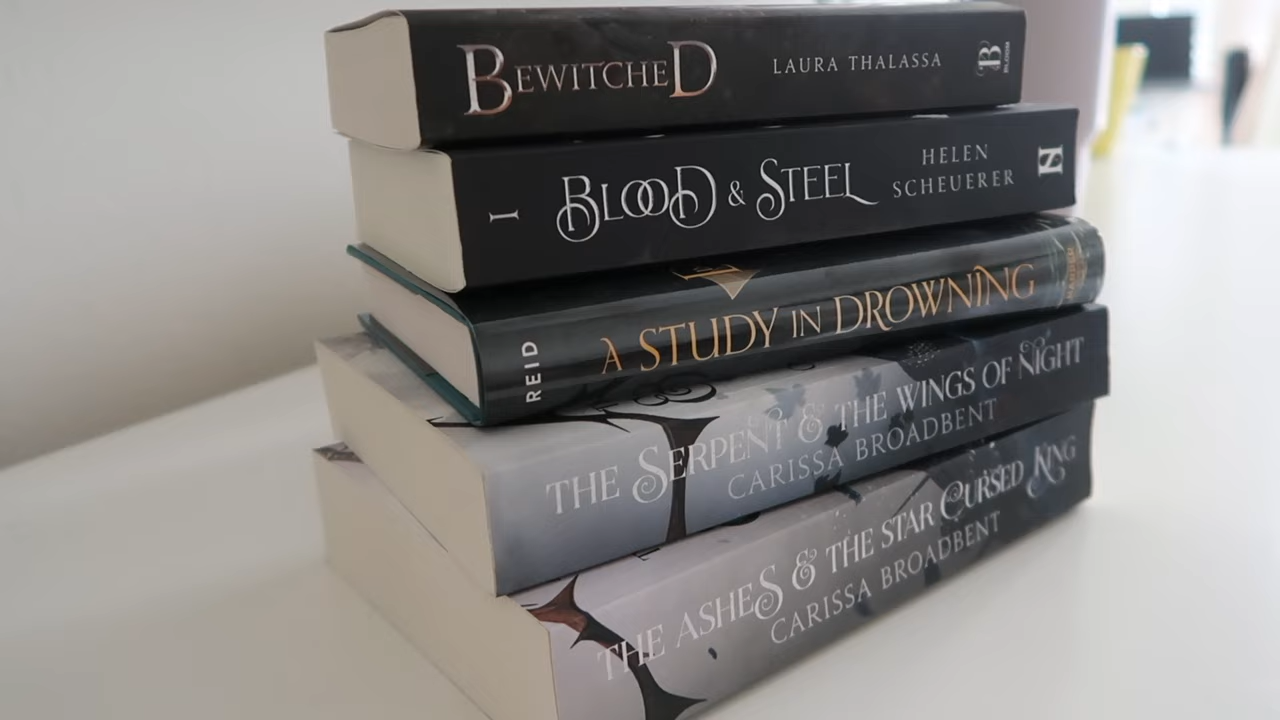 BEWITCHED LAURA THALASSA B BLOOM
I BLOOD & STEEL HELEN
SCHEUERER
REID A STUDY IN DROWNING
THE SERPENT & THE WINGS OF NIGHT
CARISSA BROADBENT
THE ASHES & THE STAR CURSED KING
CARISSA BROADBENT